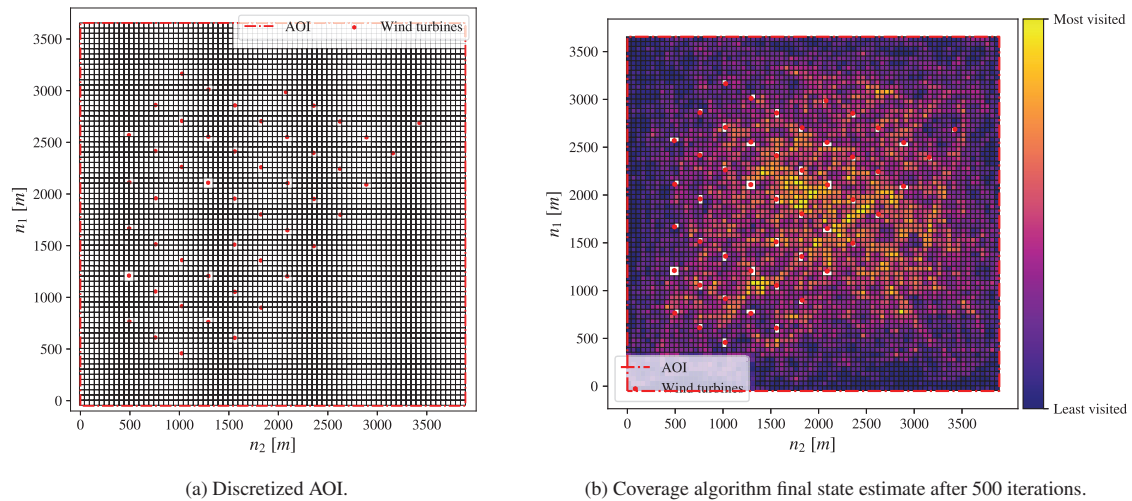 AOI
Wind turbines
3500
3000
2500
2000
1500
1000
500
0
n₁ [m]
0
500
1000
1500
2000
2500
3000
3500
n₂ [m]
(a) Discretized AOI.
Most visited
3500
3000
2500
2000
1500
1000
500
0
n₁ [m]
AOI
Wind turbines
Least visited
0
500
1000
1500
2000
2500
3000
3500
n₂ [m]
(b) Coverage algorithm final state estimate after 500 iterations.